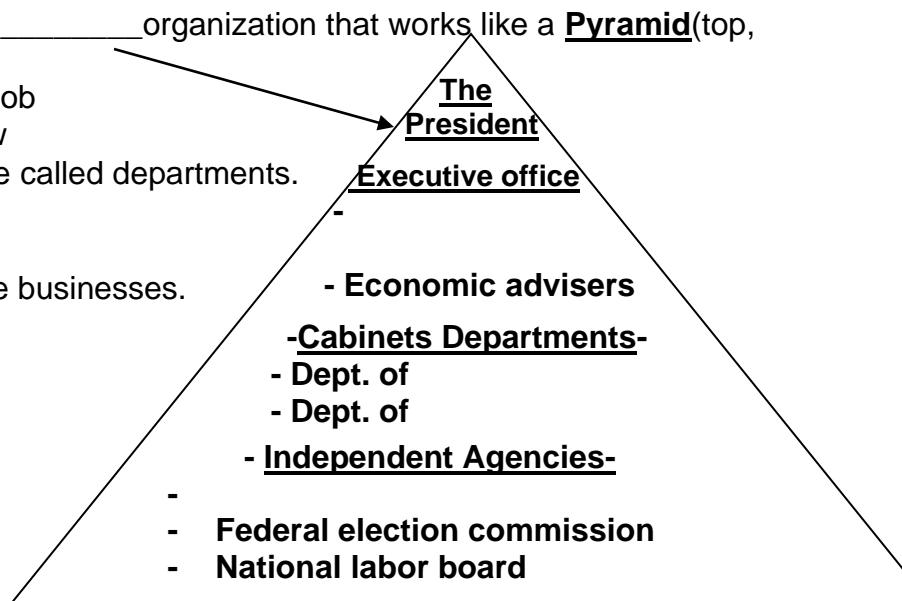 ________organization that works like a Pyramid(top,
ob
e called departments.
e businesses.
The
President
Executive office
-
- Economic advisers
-Cabinets Departments-
- Dept. of
- Dept. of
- Independent Agencies-
-
- Federal election commission
- National labor board